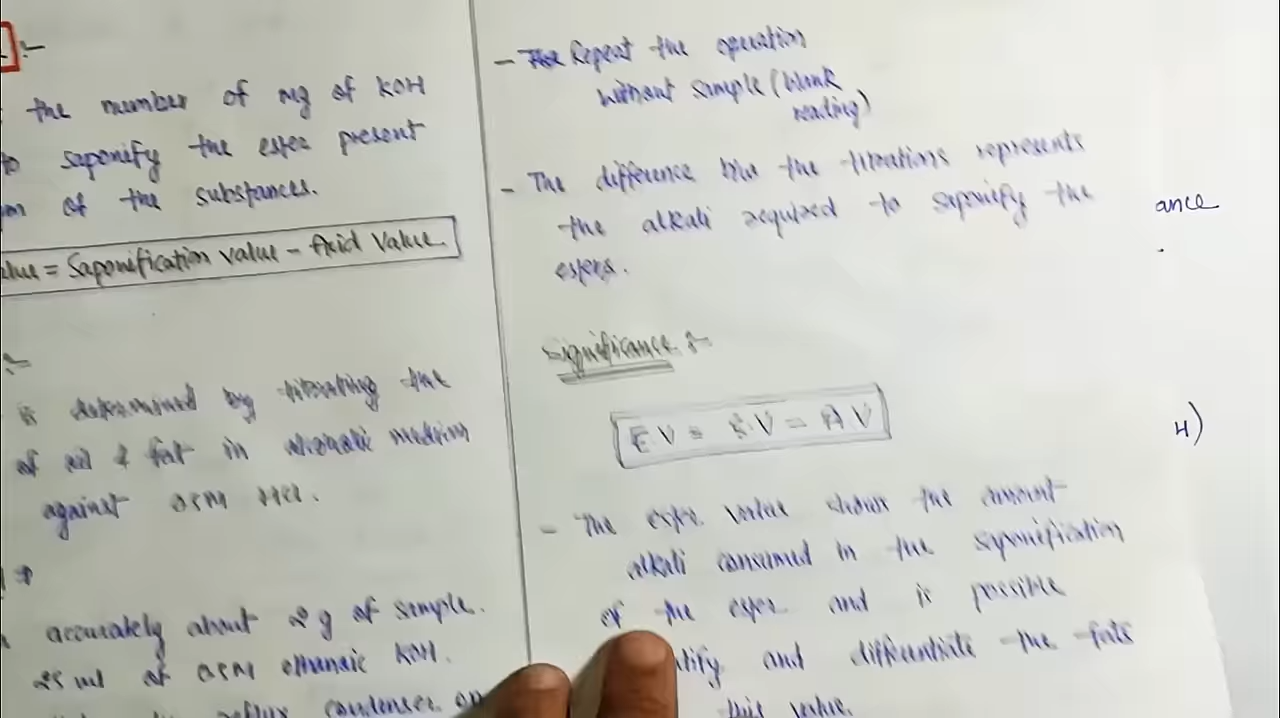 :-
the number of mg of KOH
to saponify the ester present
of the substances.
alue = Saponification value - Acid value.
:-
is determined by titrating the
of oil & fat in alcoholic medium
against 0.5M HCl.
accurately about 2g of sample.
25 ml of 0.5M ethanolic KOH.
reflux condenser on
- Repeat the operation
without sample (blank
reading)
- The difference b/w the titrations represents
the alkali required to saponify the
esters.
Significance :-
E.V = S.V - A.V
- The ester value shows the amount
alkali consumed in the saponification
of the ester and is possible
ntify and differentiate the fats
this value.
ance
.
4)